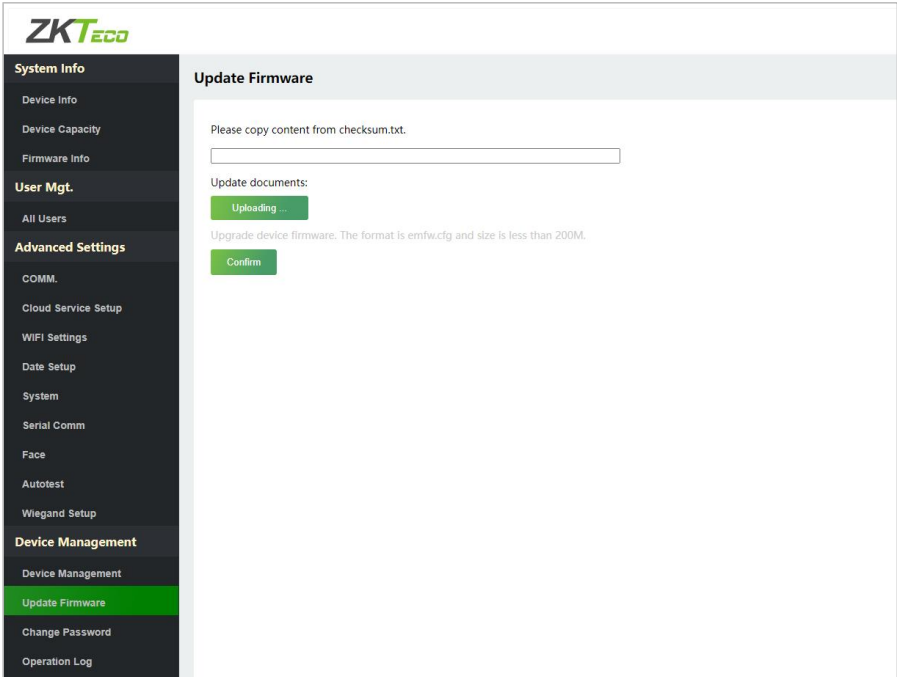 ZKTeco
System Info
Device Info
Device Capacity
Firmware Info
User Mgt.
All Users
Advanced Settings
COMM.
Cloud Service Setup
WIFI Settings
Date Setup
System
Serial Comm
Face
Autotest
Wiegand Setup
Device Management
Device Management
Update Firmware
Change Password
Operation Log
Update Firmware
Please copy content from checksum.txt.
Update documents:
Uploading ...
Upgrade device firmware. The format is emfw.cfg and size is less than 200M.
Confirm